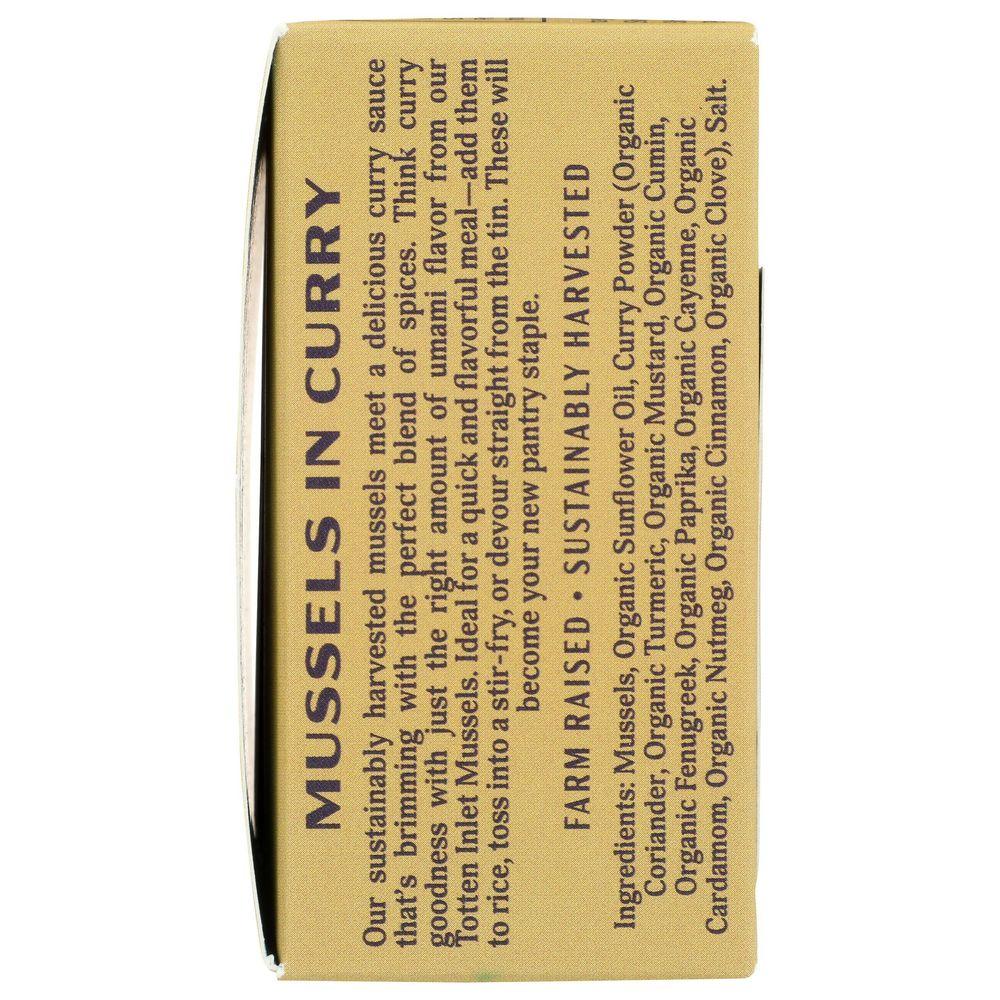 MUSSELS IN CURRY
Our sustainably harvested mussels meet a delicious curry sauce
that's brimming with the perfect blend of spices. Think curry
goodness with just the right amount of umami flavor from our
Totten Inlet Mussels. Ideal for a quick and flavorful meal—add them
to rice, toss into a stir-fry, or devour straight from the tin. These will
become your new pantry staple.
FARM RAISED • SUSTAINABLY HARVESTED
Ingredients: Mussels, Organic Sunflower Oil, Curry Powder (Organic
Coriander, Organic Turmeric, Organic Mustard, Organic Cumin,
Organic Fenugreek, Organic Paprika, Organic Cayenne, Organic
Cardamom, Organic Nutmeg, Organic Cinnamon, Organic Clove), Salt.